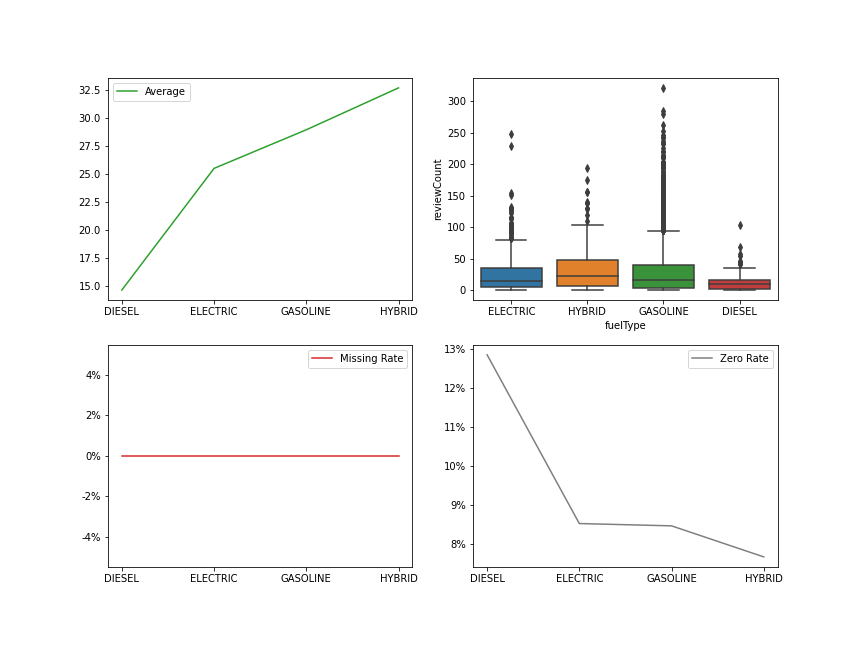 Average
32.5
30.0
27.5
25.0
22.5
20.0
17.5
15.0
DIESEL ELECTRIC GASOLINE HYBRID
reviewCount
300
250
200
150
100
50
0
ELECTRIC HYBRID GASOLINE DIESEL
fuelType
Missing Rate
4%
2%
0%
-2%
-4%
DIESEL ELECTRIC GASOLINE HYBRID
Zero Rate
13%
12%
11%
10%
9%
8%
DIESEL ELECTRIC GASOLINE HYBRID